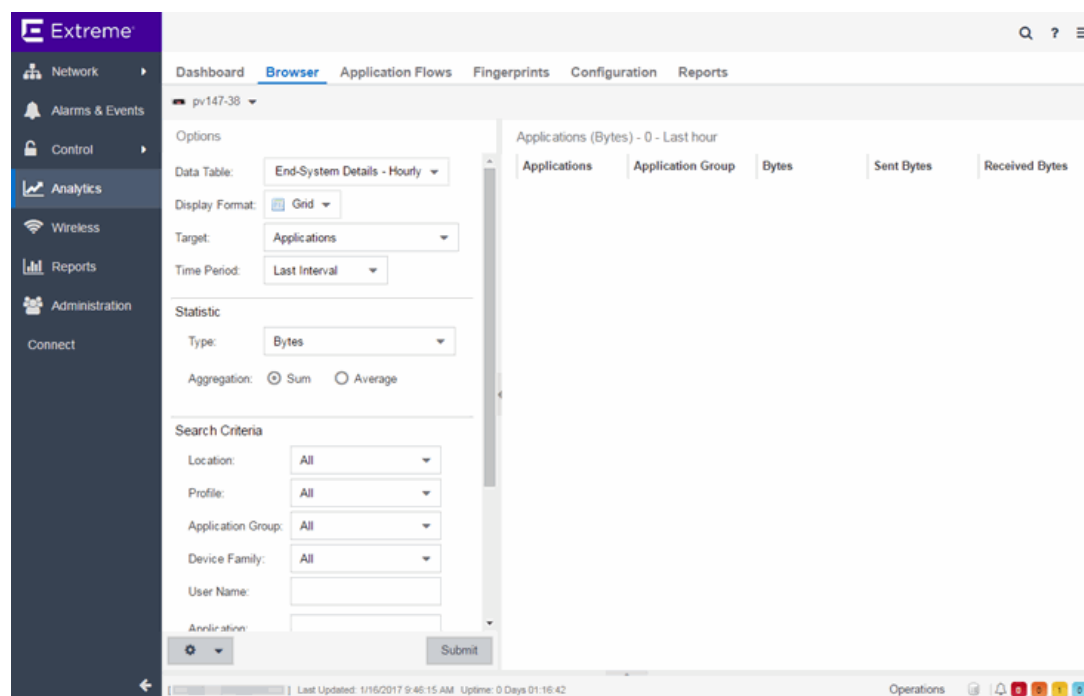 Extreme
Network
Alarms & Events
Control
Analytics
Wireless
Reports
Administration
Connect
Dashboard Browser Application Flows Fingerprints Configuration Reports
pv147-38
Options
Data Table: End-System Details - Hourly
Display Format: Grid
Target: Applications
Time Period: Last Interval
Statistic
Type: Bytes
Aggregation: Sum Average
Search Criteria
Location: All
Profile: All
Application Group: All
Device Family: All
User Name:
Application:
Submit
Applications (Bytes) - 0 - Last hour
Applications Application Group Bytes Sent Bytes Received Bytes
Last Updated: 1/16/2017 9:46:15 AM Uptime: 0 Days 01:16:42
Operations 0 0 1